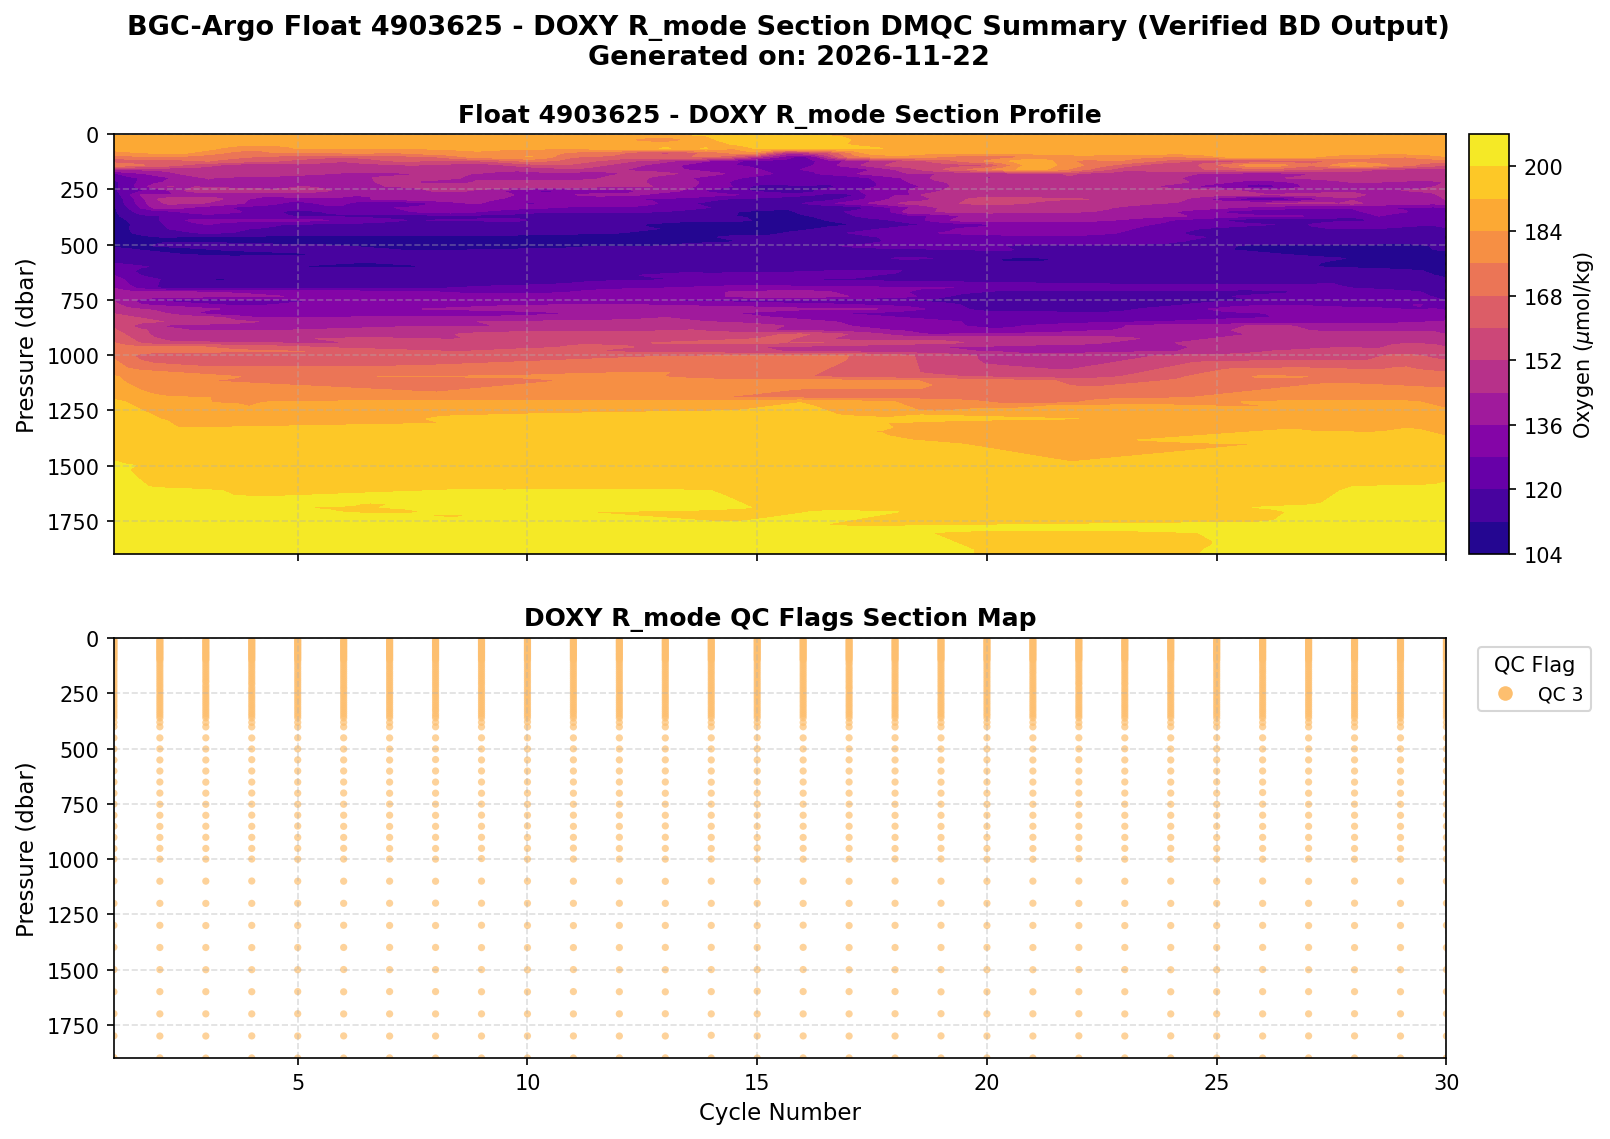 BGC-Argo Float 4903625 - DOXY R_mode Section DMQC Summary (Verified BD Output)
Generated on: 2026-11-22
Float 4903625 - DOXY R_mode Section Profile
0
250
500
750
1000
1250
1500
1750
Pressure (dbar)
200
184
168
152
136
120
104
Oxygen (μmol/kg)
DOXY R_mode QC Flags Section Map
0
250
500
750
1000
1250
1500
1750
Pressure (dbar)
QC Flag
QC 3
5 10 15 20 25 30
Cycle Number